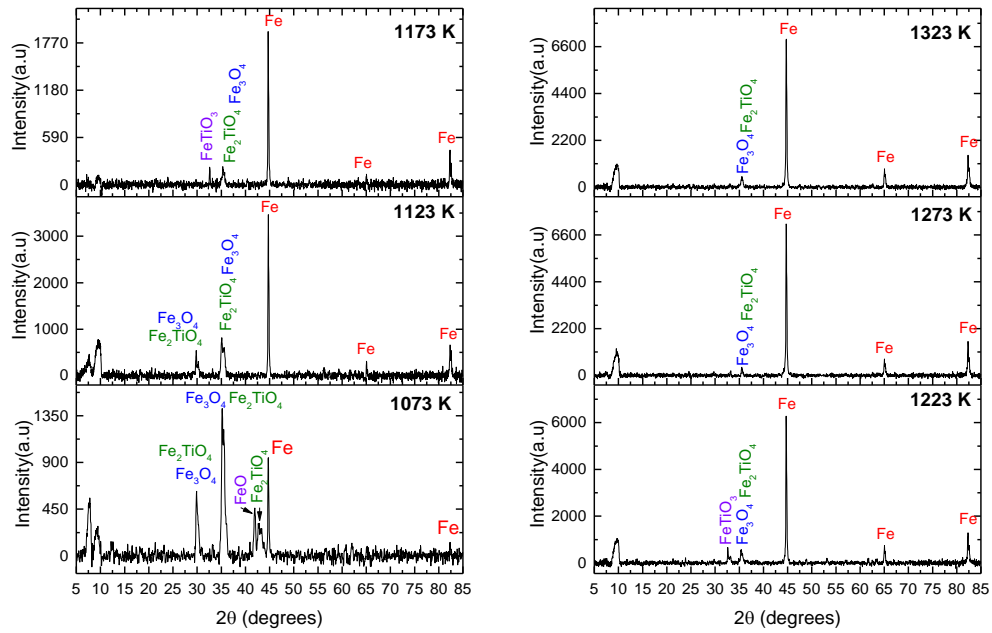 1173 K
Intensity(a.u)
1770
1180
590
0
FeTiO₃
Fe₂TiO₄ Fe₃O₄
Fe
Fe
Fe
1123 K
Intensity(a.u)
3000
2000
1000
0
Fe₃O₄
Fe₂TiO₄
Fe₂TiO₄ Fe₃O₄
Fe
Fe
Fe
1073 K
Intensity(a.u)
1350
900
450
0
Fe₃O₄ Fe₂TiO₄
Fe₂TiO₄
Fe₃O₄
FeO
Fe₂TiO₄
Fe
Fe
5 10 15 20 25 30 35 40 45 50 55 60 65 70 75 80 85
2θ (degrees)
1323 K
Intensity(a.u)
6600
4400
2200
0
Fe₃O₄ Fe₂TiO₄
Fe
Fe
Fe
1273 K
Intensity(a.u)
6600
4400
2200
0
Fe₃O₄ Fe₂TiO₄
Fe
Fe
Fe
1223 K
Intensity(a.u)
6000
4000
2000
0
FeTiO₃
Fe₃O₄ Fe₂TiO₄
Fe
Fe
Fe
5 10 15 20 25 30 35 40 45 50 55 60 65 70 75 80 85
2θ (degrees)